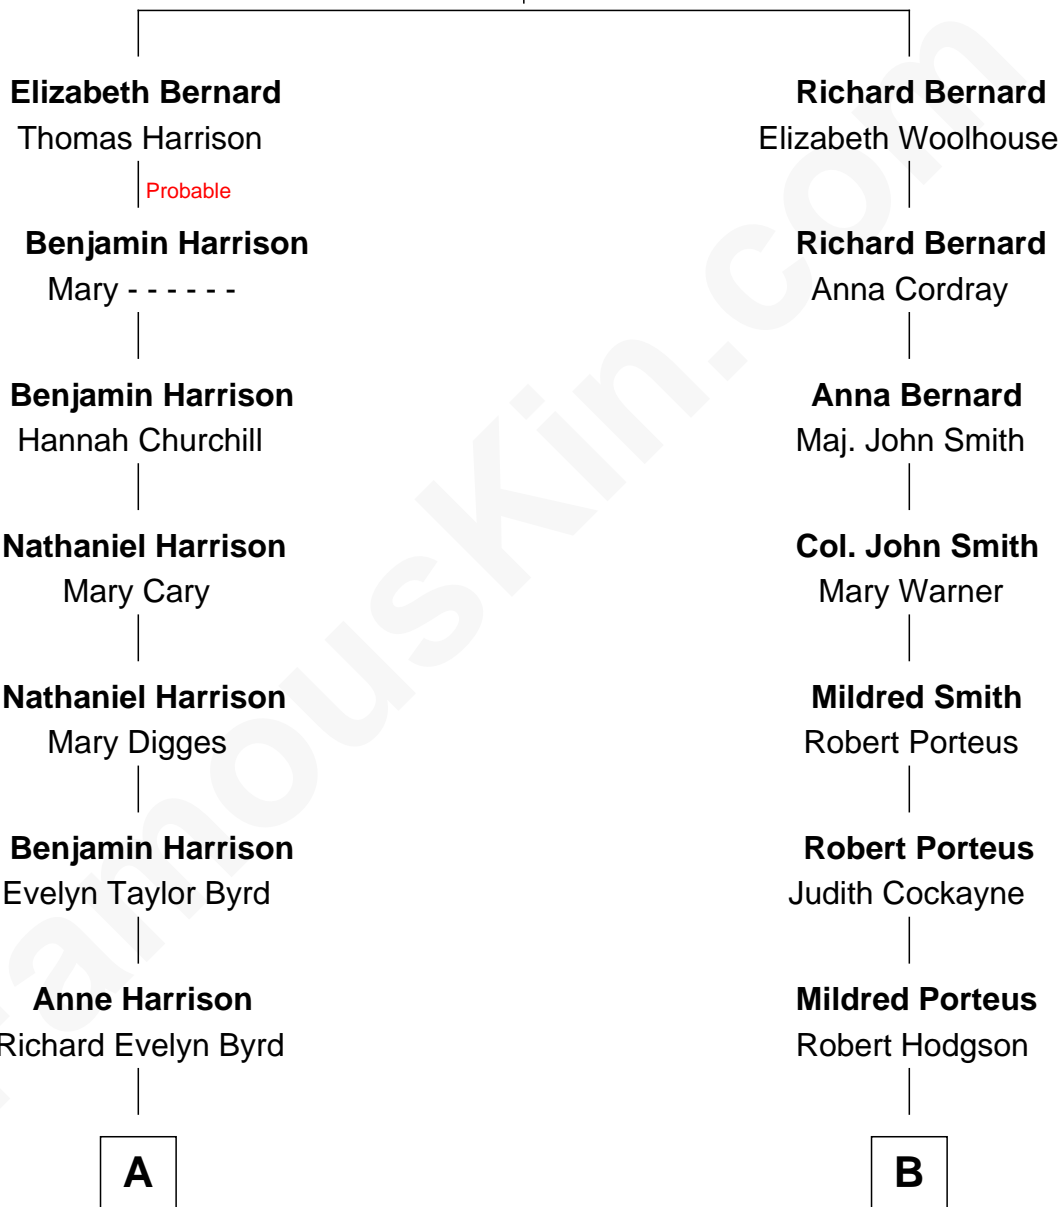 Elizabeth Bernard
Thomas Harrison
Probable
Benjamin Harrison
Mary - - - - - -
Benjamin Harrison
Hannah Churchill
Nathaniel Harrison
Mary Cary
Nathaniel Harrison
Mary Digges
Benjamin Harrison
Evelyn Taylor Byrd
Anne Harrison
Richard Evelyn Byrd
A
Richard Bernard
Elizabeth Woolhouse
Richard Bernard
Anna Cordray
Anna Bernard
Maj. John Smith
Col. John Smith
Mary Warner
Mildred Smith
Robert Porteus
Robert Porteus
Judith Cockayne
Mildred Porteus
Robert Hodgson
B
FamousKin.com